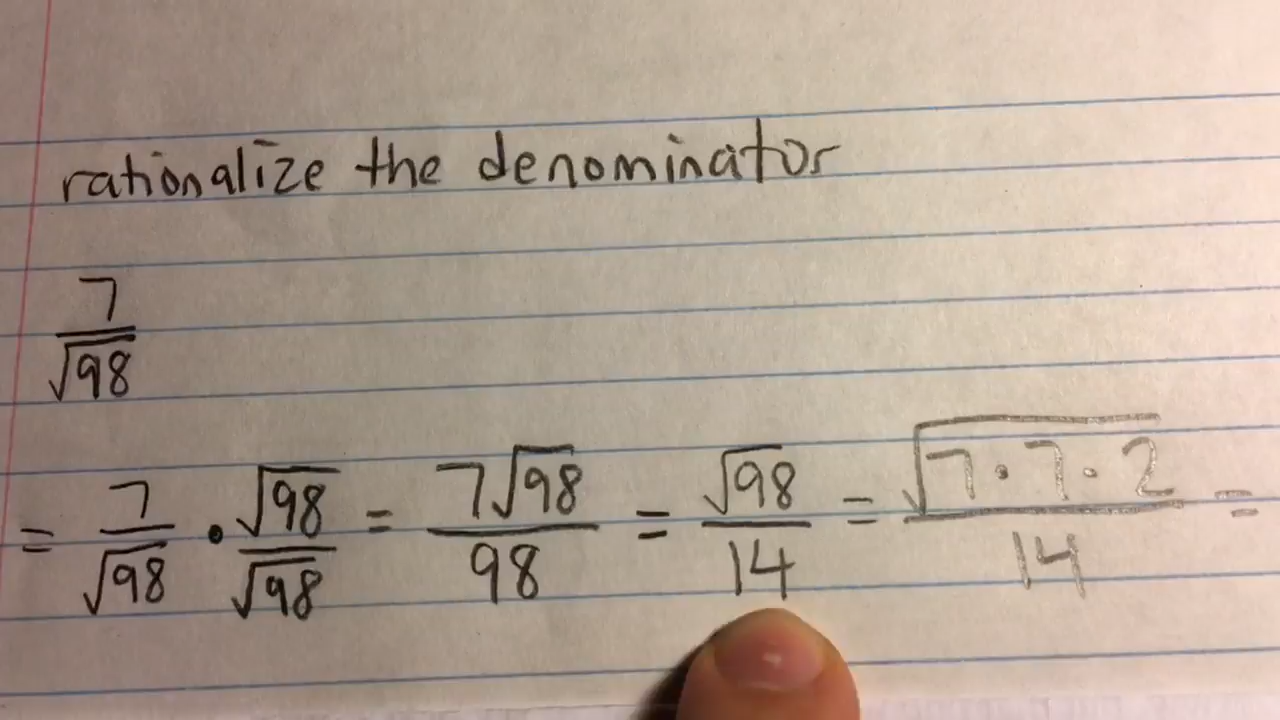 rationalize the denominator
7/√98
= 7/√98 • √98/√98 = 7√98/98 = √98/14 = √(7·7·2)/14 =